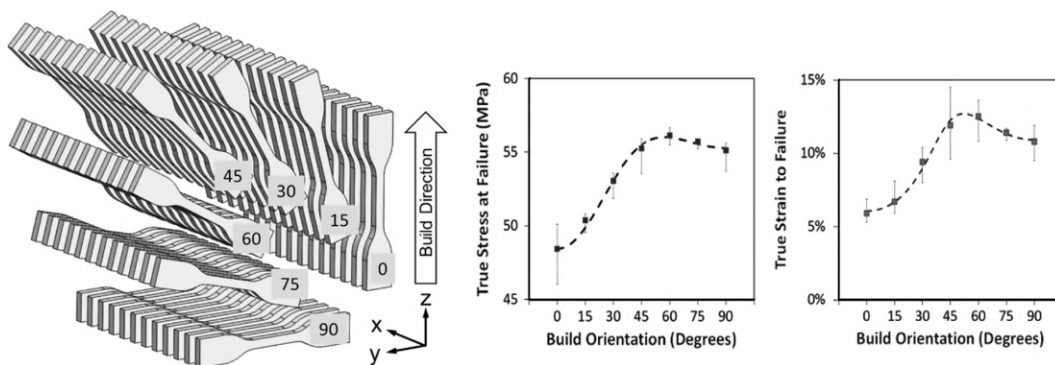 45
30
15
60
0
75
90
Build Direction
z
x
y
True Stress at Failure (MPa)
60
55
50
45
0 15 30 45 60 75 90
Build Orientation (Degrees)
True Strain to Failure
15%
10%
5%
0%
0 15 30 45 60 75 90
Build Orientation (Degrees)